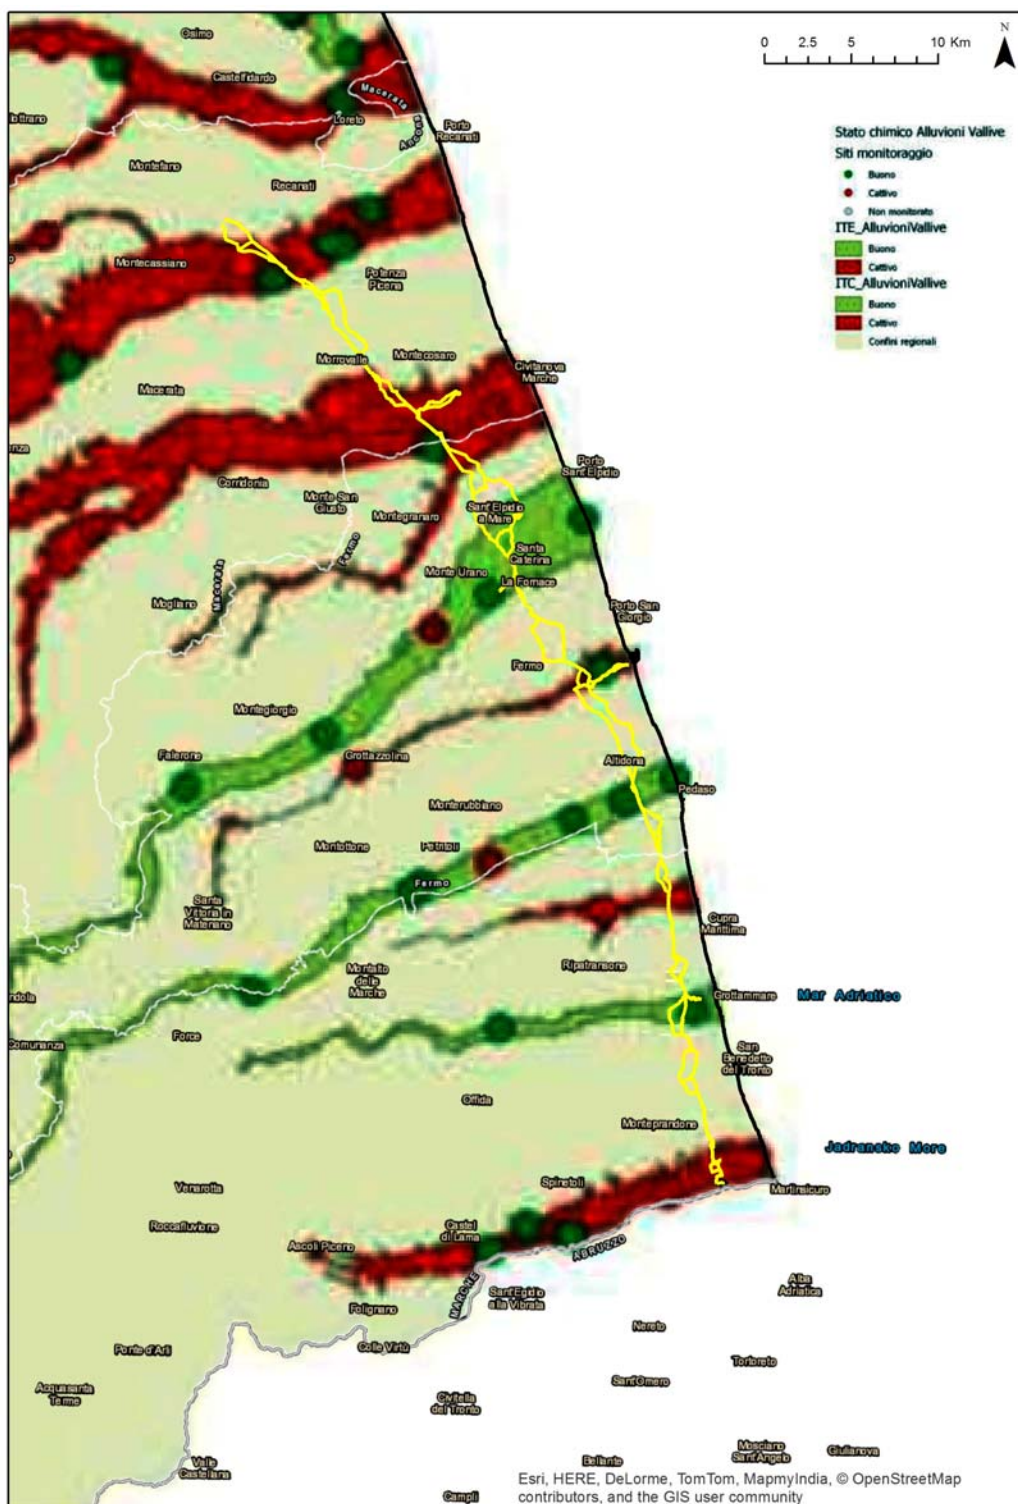 N
0 2.5 5 10 Km
Osimo
Castelfidardo
Macerata
Loreto
Ancona
Porto
Recanati
Montefano
Recanati
Montecassiano
Potenza
Picena
Morrovalle
Montecosaro
Civitanova
Marche
Macerata
Corridonia
Monte San
Giusto
Montegranaro
Fermo
Macerata
Mogliano
Porto
Sant'Elpidio
Sant'Elpidio
a Mare
Santa
Caterina
Monte Urano
La Fornace
Porto San
Giorgio
Fermo
Montegiorgio
Falerone
Grottazzolina
Altidona
Pedaso
Monterubbiano
Montottone
Petritoli
Fermo
Santa
Vittoria in
Matenano
Cupra
Marittima
Ripatransone
Montalto
delle
Marche
Grottammare
Mar Adriatico
Force
Comunanza
San
Benedetto
del Tronto
Offida
Monteprandone
Jadransko More
Spinetoli
Martinsicuro
Venarotta
Roccafluvione
Castel
di Lama
Ascoli Piceno
ABRUZZO
MARCHE
Sant'Egidio
alla Vibrata
Alba
Adriatica
Folignano
Nereto
Ponte d'Arli
Colle Virtù
Tortoreto
Acquasanta
Terme
Sant'Omero
Civitella
del Tronto
Mosciano
Sant'Angelo
Giulianova
Valle
Castellana
Bellante
Campli
Stato chimico Alluvioni Vallive
Siti monitoraggio
Buono
Cattivo
Non monitorato
ITE_AlluvioniVallive
Buono
Cattivo
ITC_AlluvioniVallive
Buono
Cattivo
Confini regionali
Esri, HERE, DeLorme, TomTom, MapmyIndia, © OpenStreetMap
contributors, and the GIS user community